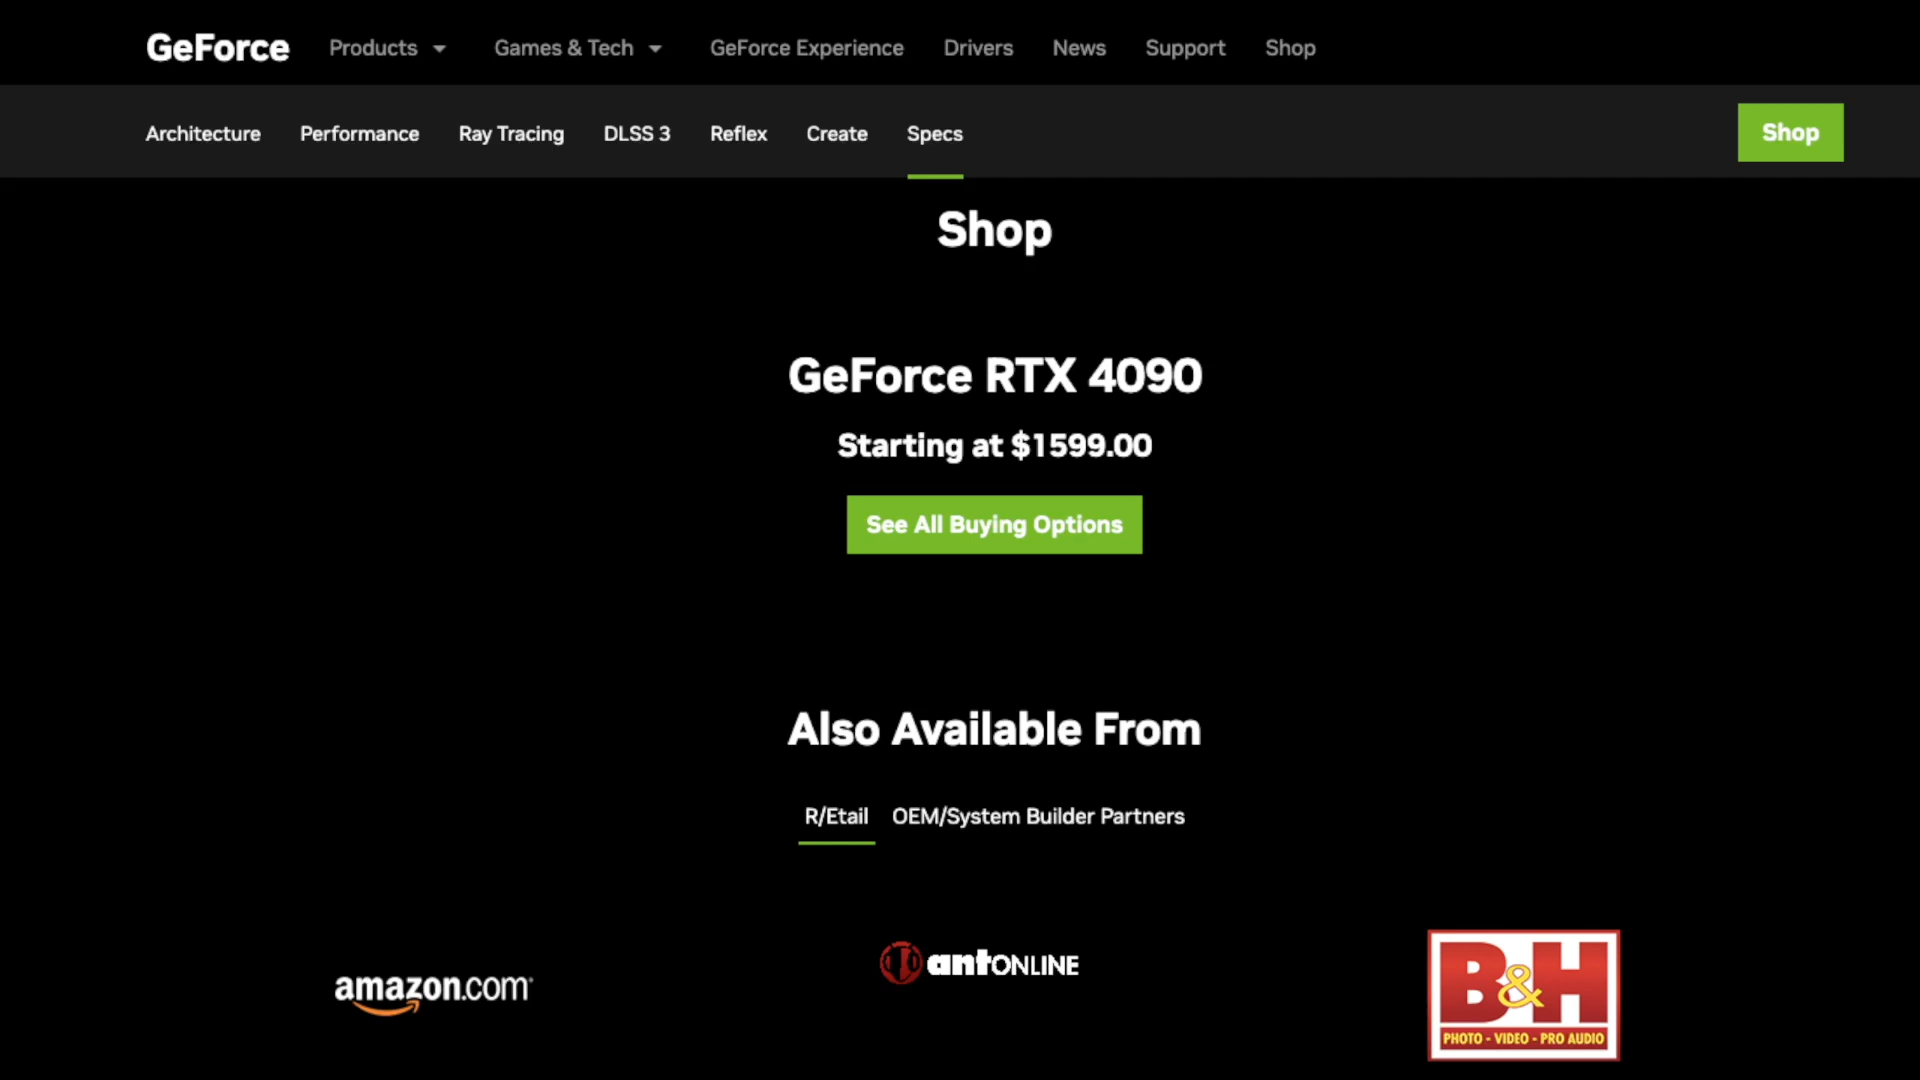 GeForce Products Games & Tech GeForce Experience Drivers News Support Shop
Architecture Performance Ray Tracing DLSS 3 Reflex Create Specs Shop
Shop
GeForce RTX 4090
Starting at $1599.00
See All Buying Options
Also Available From
R/Etail OEM/System Builder Partners
amazon.com
antONLINE
B&H
PHOTO - VIDEO - PRO AUDIO